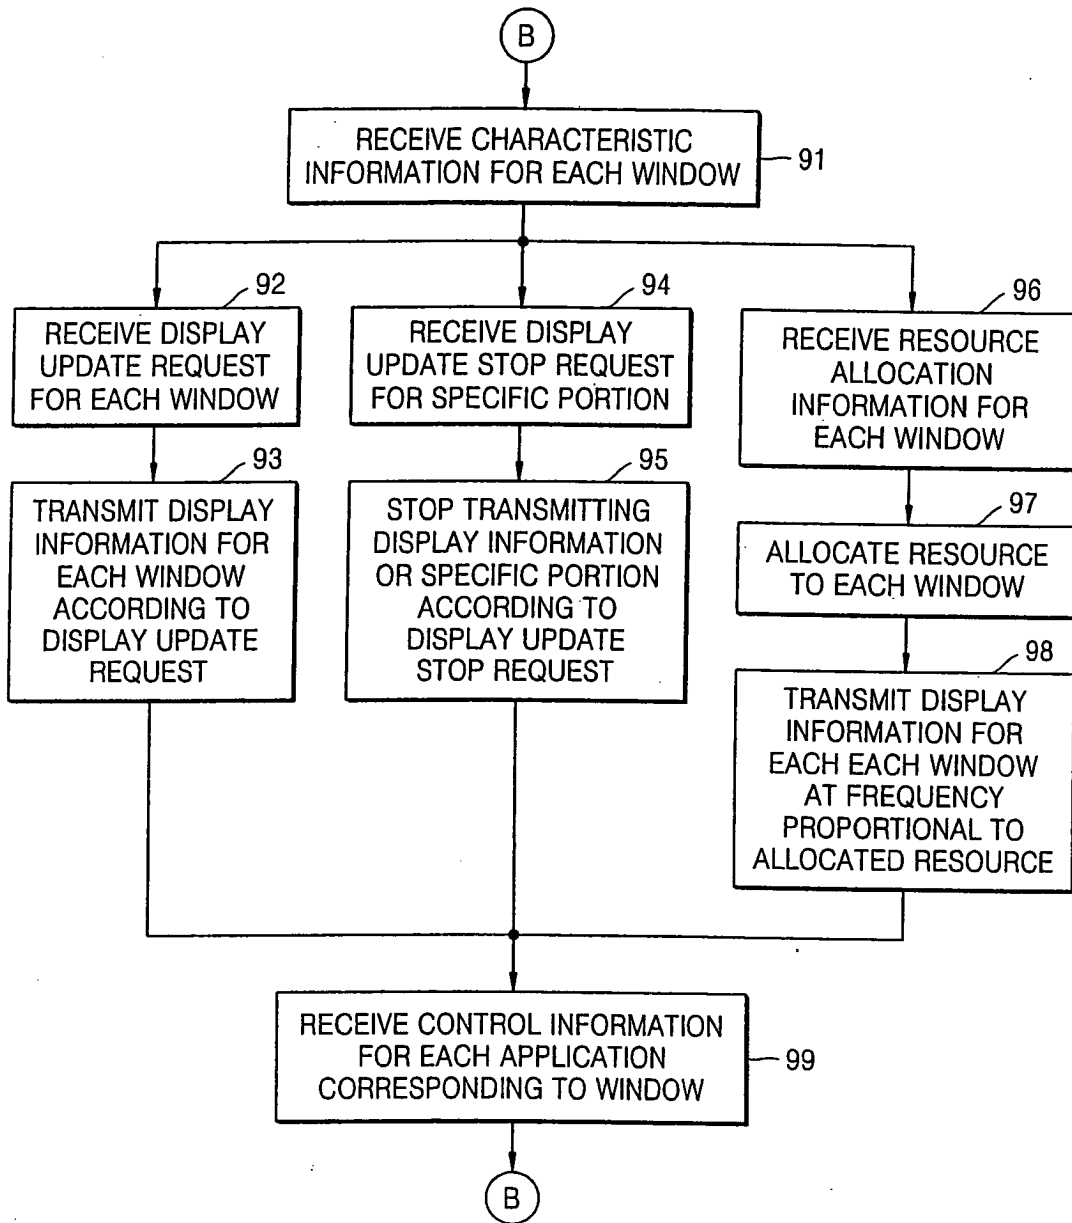 B
RECEIVE CHARACTERISTIC
INFORMATION FOR EACH WINDOW
91
92
RECEIVE DISPLAY
UPDATE REQUEST
FOR EACH WINDOW
93
TRANSMIT DISPLAY
INFORMATION FOR
EACH WINDOW
ACCORDING TO
DISPLAY UPDATE
REQUEST
94
RECEIVE DISPLAY
UPDATE STOP REQUEST
FOR SPECIFIC PORTION
95
STOP TRANSMITTING
DISPLAY INFORMATION
OR SPECIFIC PORTION
ACCORDING TO
DISPLAY UPDATE
STOP REQUEST
96
RECEIVE RESOURCE
ALLOCATION
INFORMATION FOR
EACH WINDOW
97
ALLOCATE RESOURCE
TO EACH WINDOW
98
TRANSMIT DISPLAY
INFORMATION FOR
EACH EACH WINDOW
AT FREQUENCY
PROPORTIONAL TO
ALLOCATED RESOURCE
RECEIVE CONTROL INFORMATION
FOR EACH APPLICATION
CORRESPONDING TO WINDOW
99
B